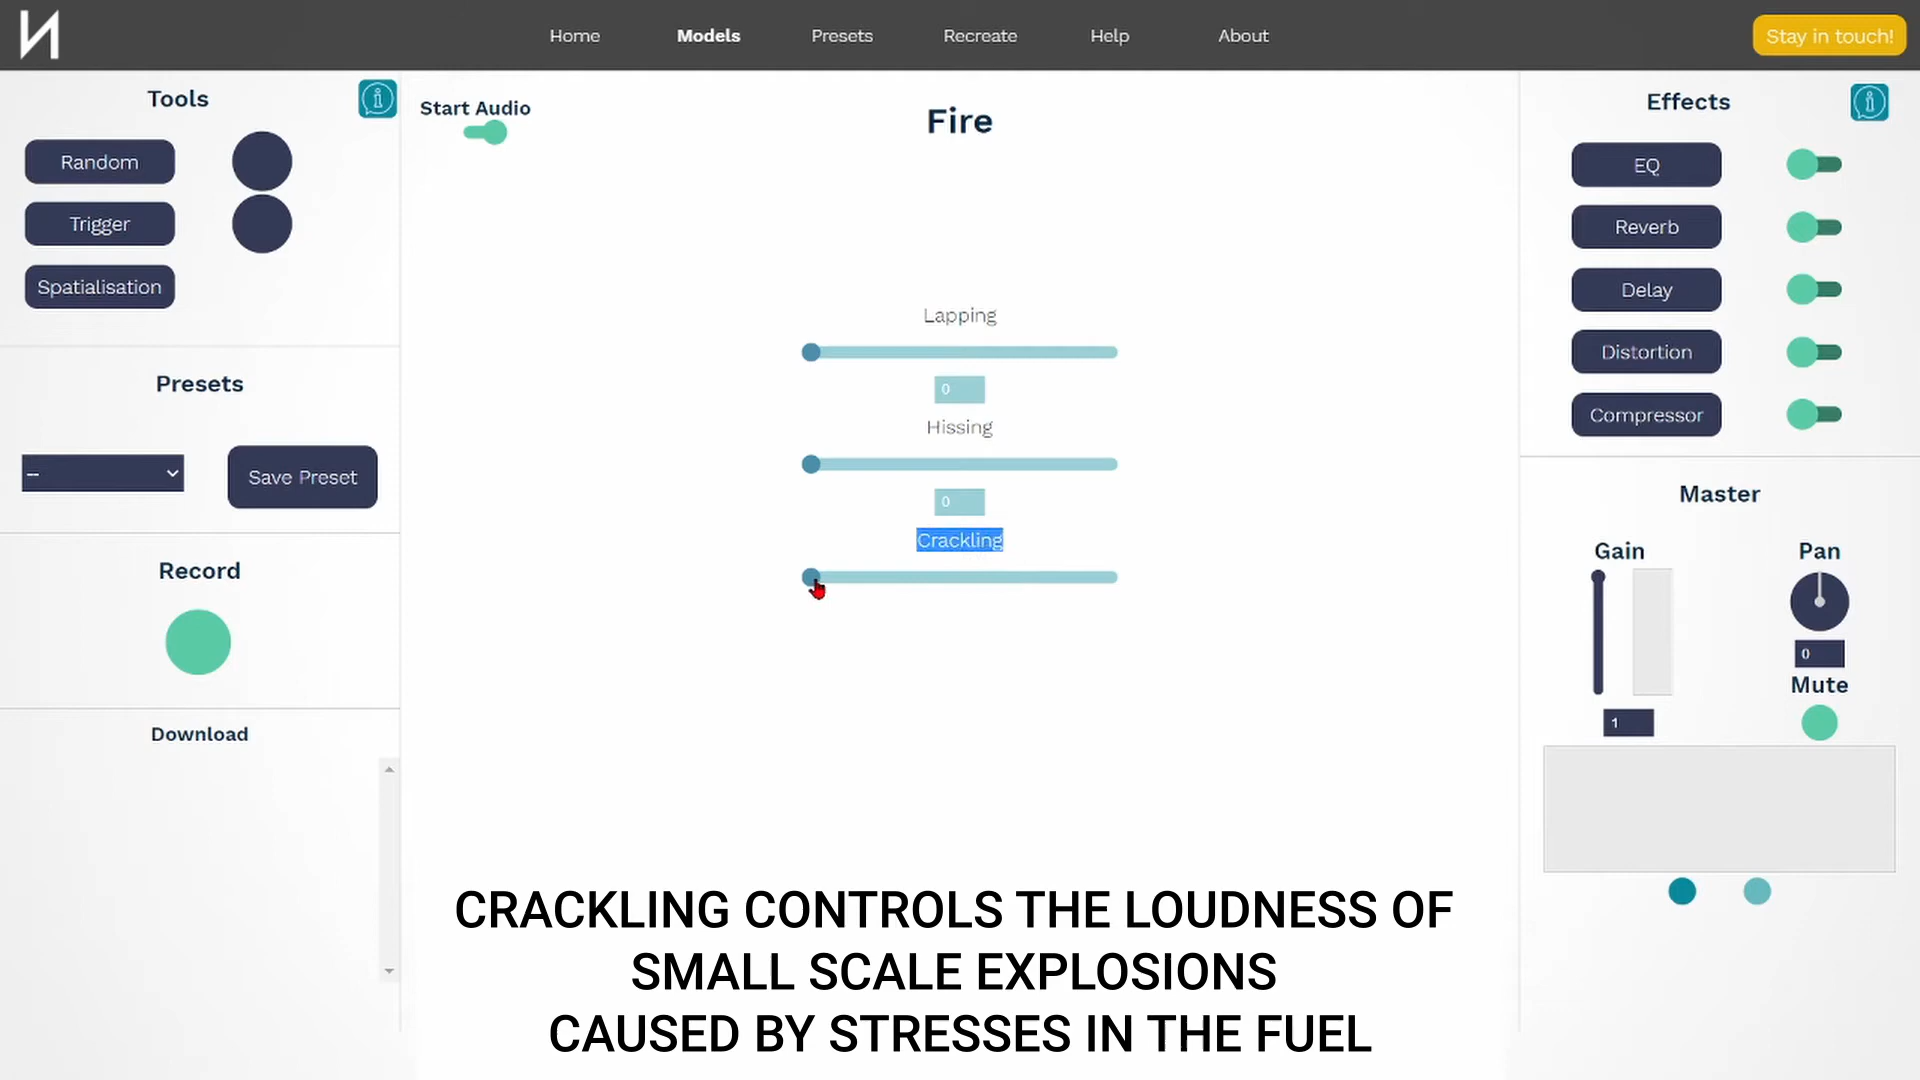 Home
Models
Presets
Recreate
Help
About
Stay in touch!
Tools
Random
Trigger
Spatialisation
Presets
--
Save Preset
Record
Download
Start Audio
Fire
Lapping
0
Hissing
0
Crackling
Effects
EQ
Reverb
Delay
Distortion
Compressor
Master
Gain
Pan
0
Mute
1
CRACKLING CONTROLS THE LOUDNESS OF
SMALL SCALE EXPLOSIONS
CAUSED BY STRESSES IN THE FUEL